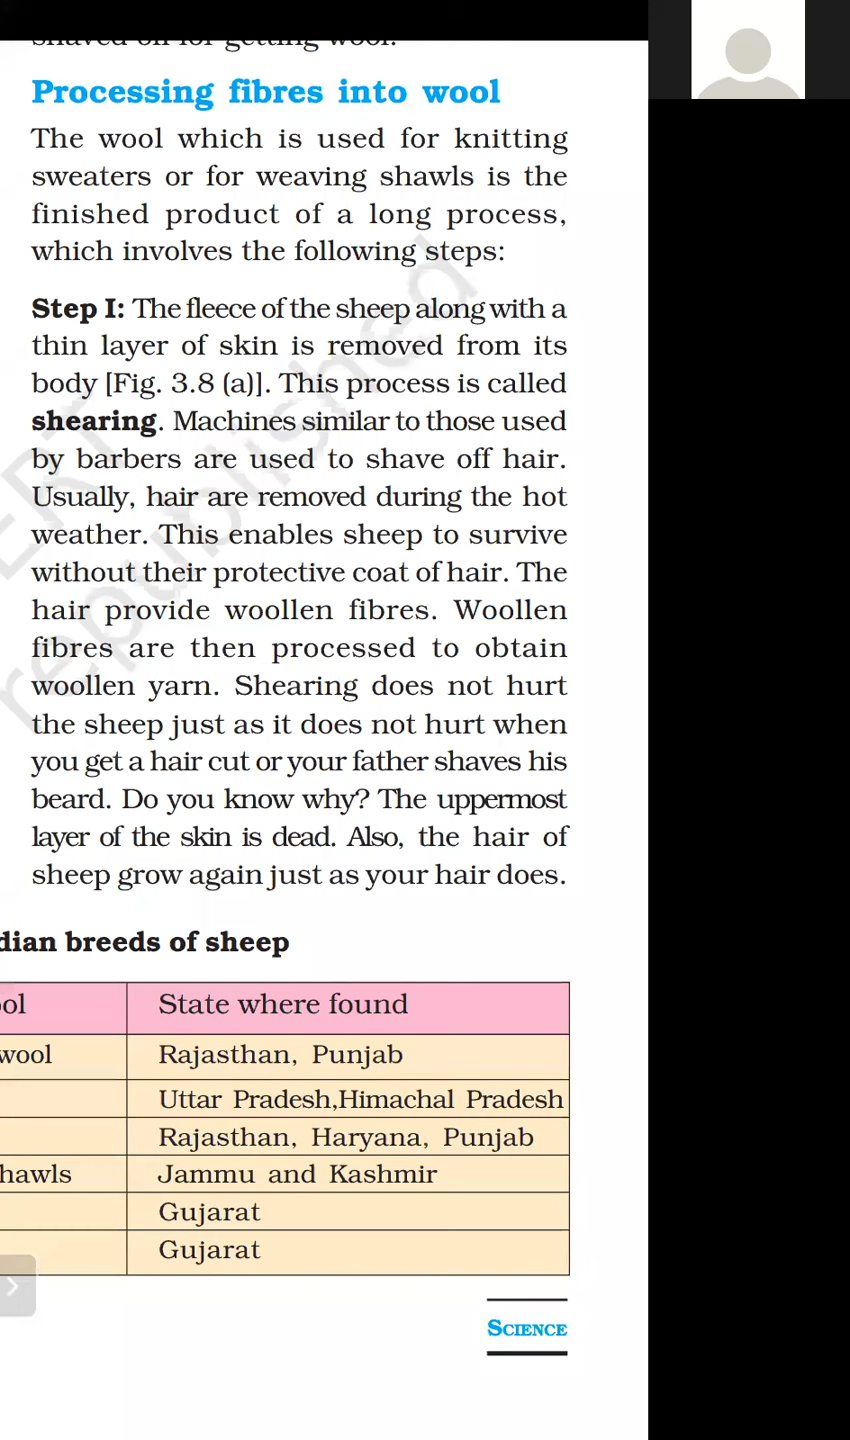 shaved off for getting wool.
Processing fibres into wool
The wool which is used for knitting
sweaters or for weaving shawls is the
finished product of a long process,
which involves the following steps:
Step I: The fleece of the sheep along with a
thin layer of skin is removed from its
body [Fig. 3.8 (a)]. This process is called
shearing. Machines similar to those used
by barbers are used to shave off hair.
Usually, hair are removed during the hot
weather. This enables sheep to survive
without their protective coat of hair. The
hair provide woollen fibres. Woollen
fibres are then processed to obtain
woollen yarn. Shearing does not hurt
the sheep just as it does not hurt when
you get a hair cut or your father shaves his
beard. Do you know why? The uppermost
layer of the skin is dead. Also, the hair of
sheep grow again just as your hair does.
dian breeds of sheep
ool State where found
wool Rajasthan, Punjab
Uttar Pradesh,Himachal Pradesh
Rajasthan, Haryana, Punjab
hawls Jammu and Kashmir
Gujarat
Gujarat
SCIENCE
ERT
republished